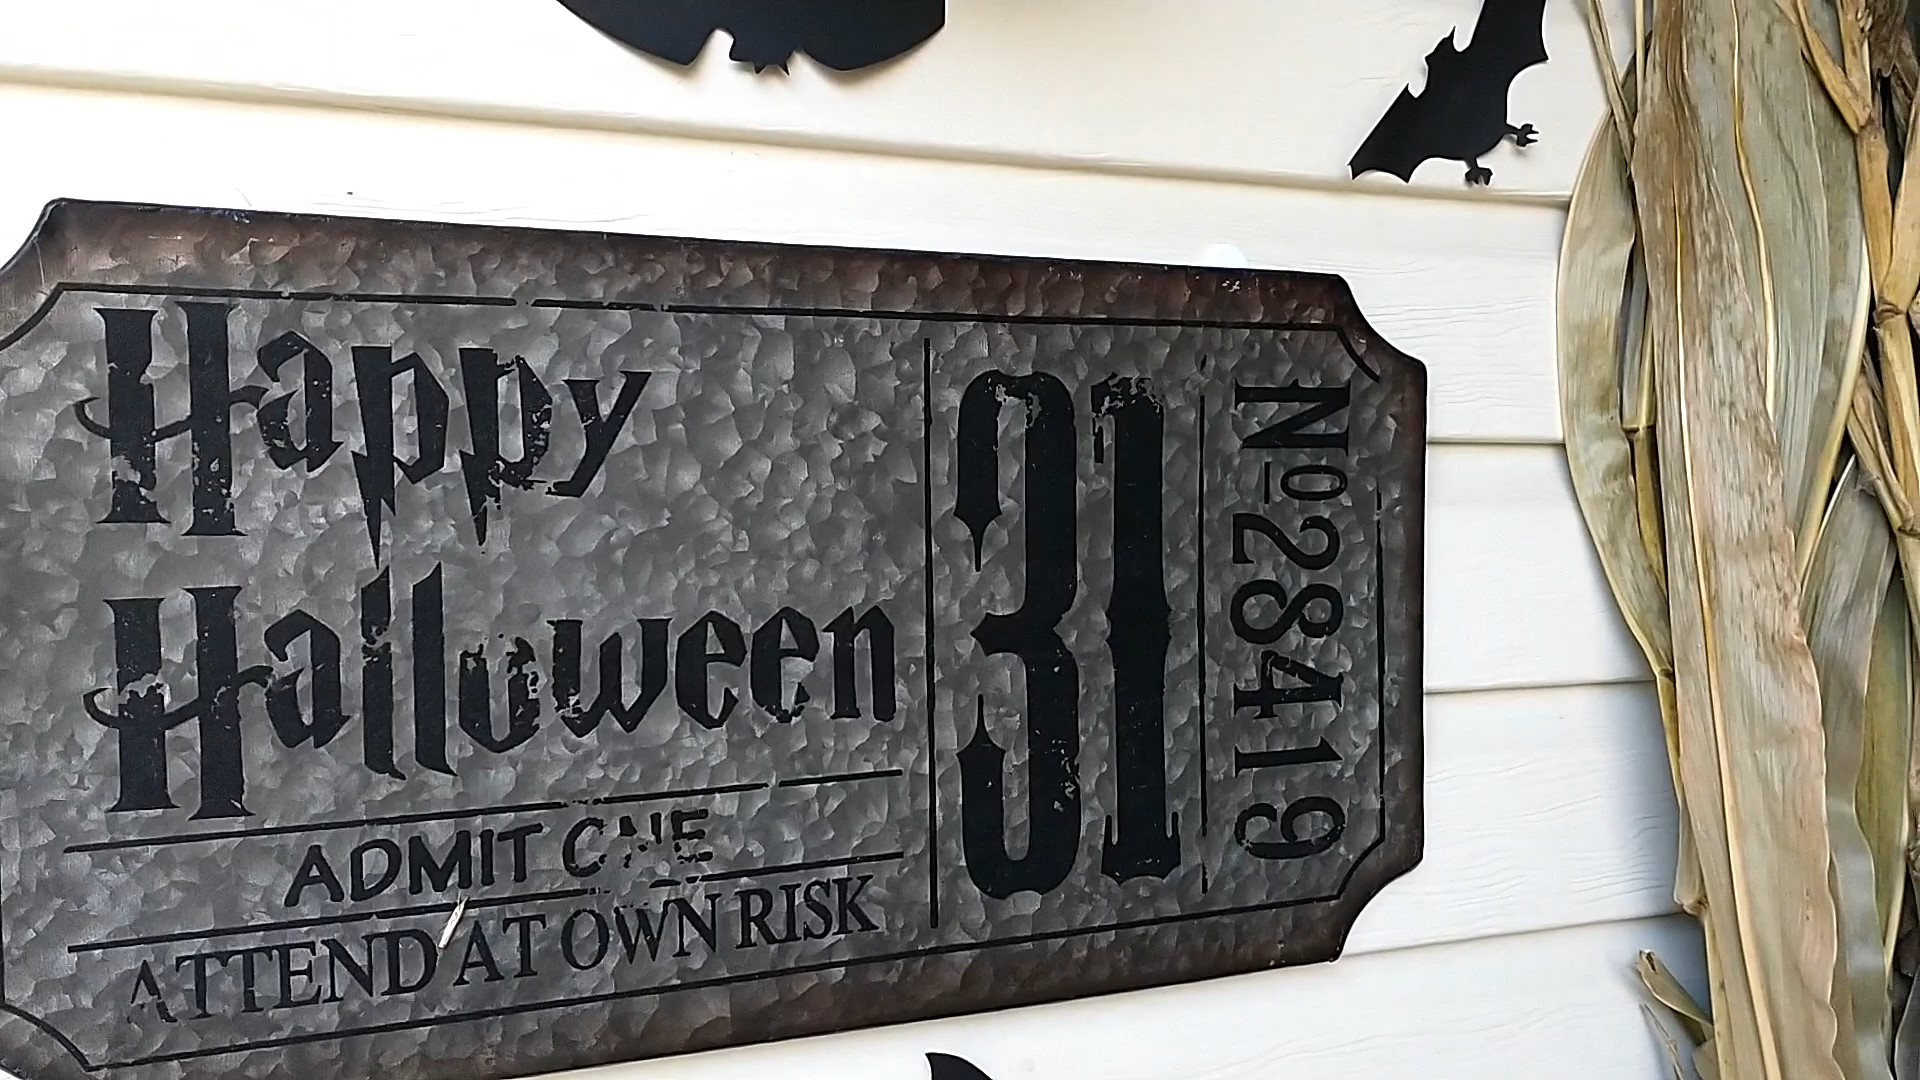 Happy
Halloween
ADMIT ONE
ATTEND AT OWN RISK
31
No 28419